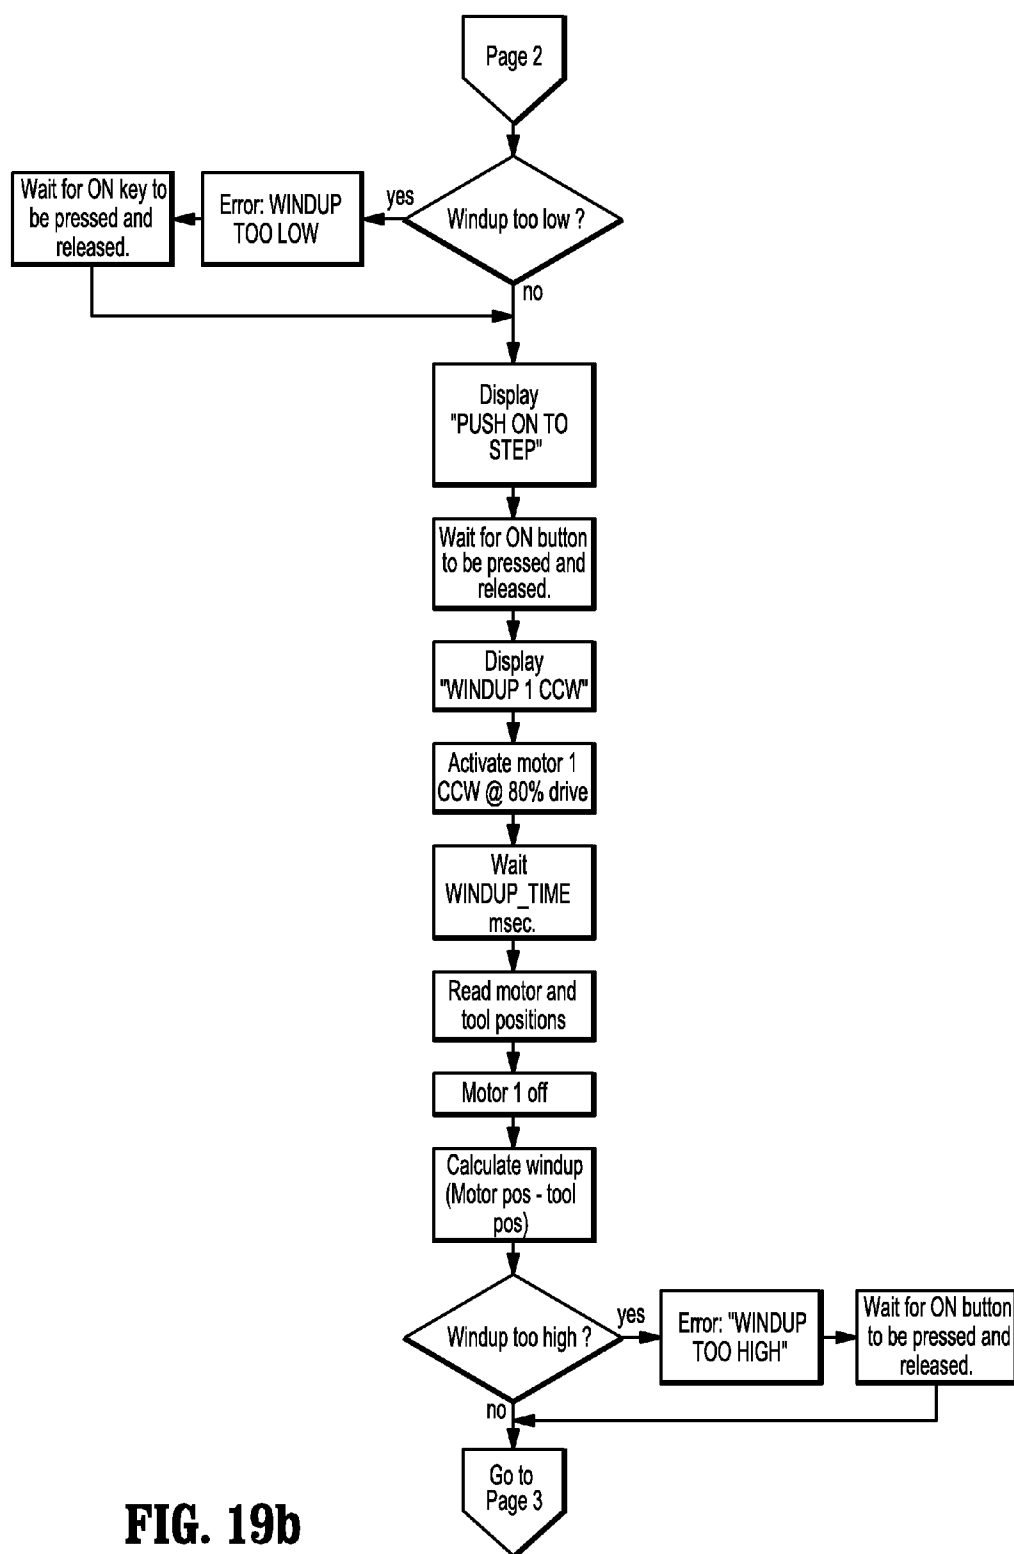 Page 2
Windup too low ?
yes
Error: WINDUP
TOO LOW
Wait for ON key to
be pressed and
released.
no
Display
"PUSH ON TO
STEP"
Wait for ON button
to be pressed and
released.
Display
"WINDUP 1 CCW"
Activate motor 1
CCW @ 80% drive
Wait
WINDUP_TIME
msec.
Read motor and
tool positions
Motor 1 off
Calculate windup
(Motor pos - tool
pos)
Windup too high ?
yes
Error: "WINDUP
TOO HIGH"
Wait for ON button
to be pressed and
released.
no
Go to
Page 3
FIG. 19b